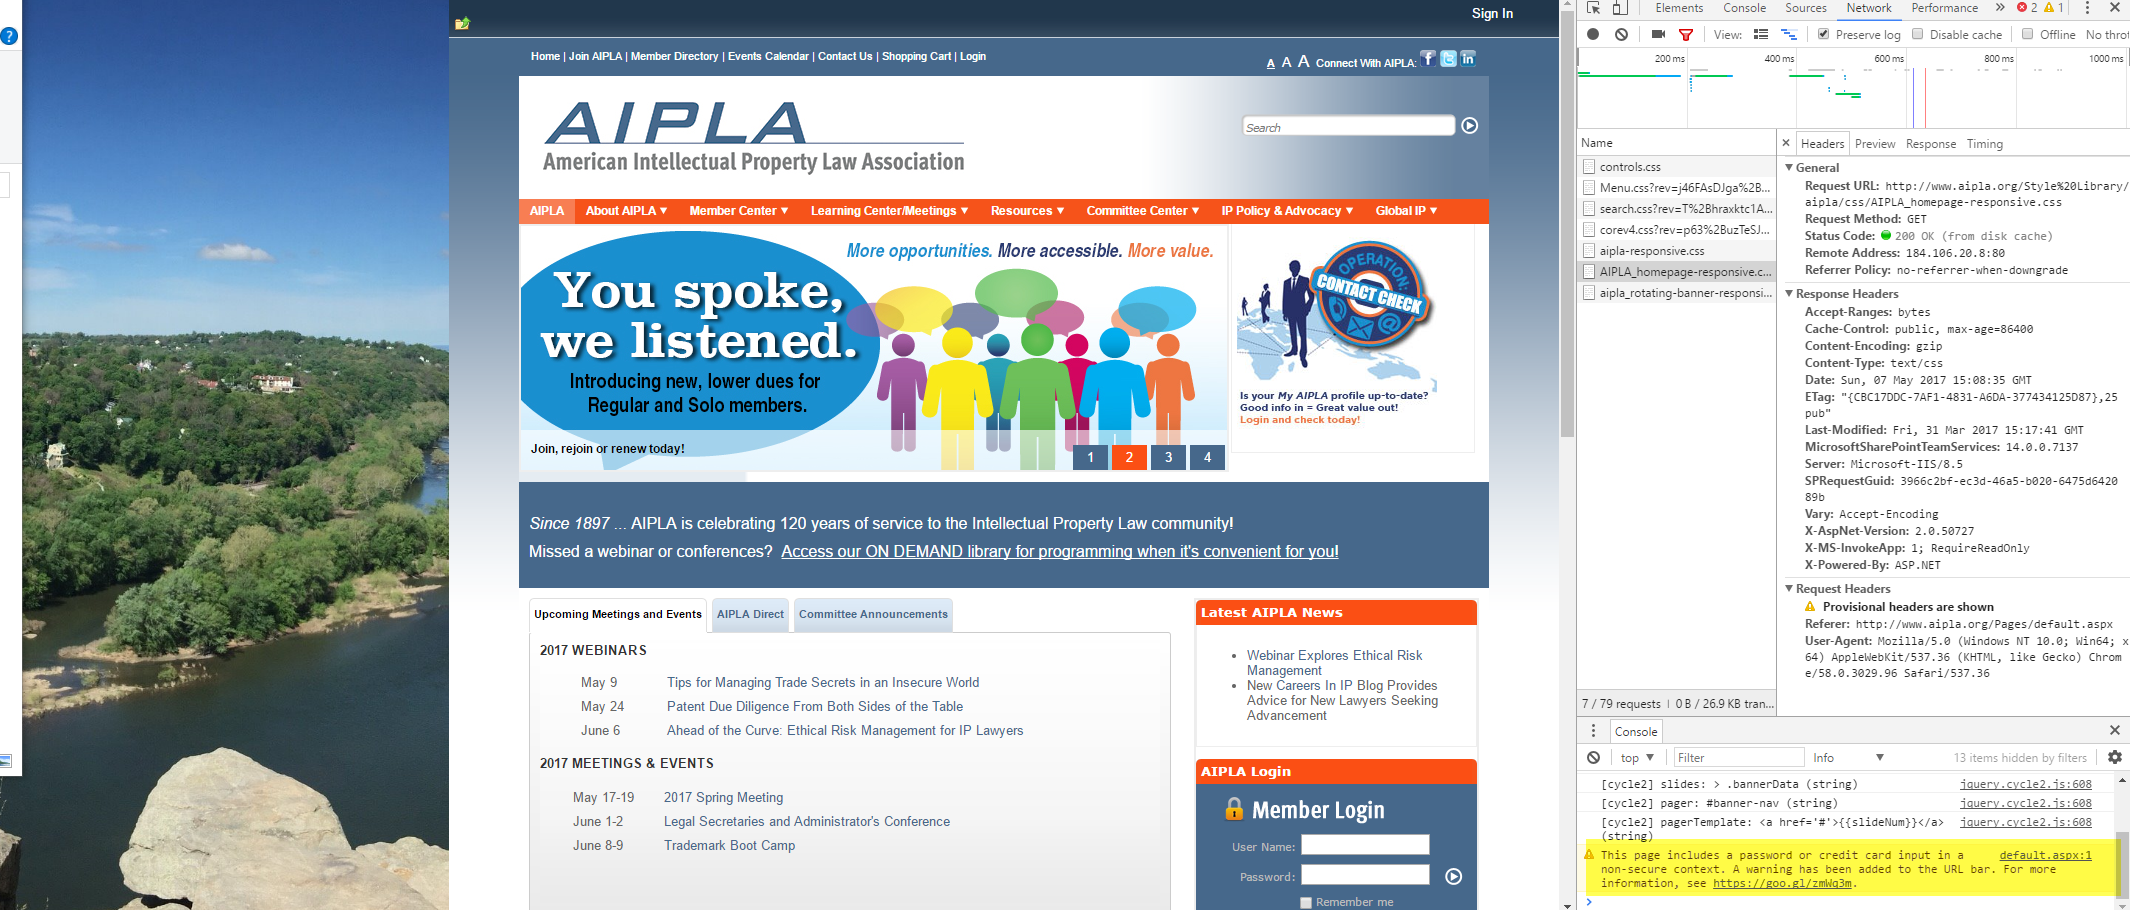 ?
Sign In
Home | Join AIPLA | Member Directory | Events Calendar | Contact Us | Shopping Cart | Login
A A A Connect With AIPLA:
AIPLA
American Intellectual Property Law Association
Search
AIPLA About AIPLA Member Center Learning Center/Meetings Resources Committee Center IP Policy & Advocacy Global IP
More opportunities. More accessible. More value.
You spoke,
we listened.
Introducing new, lower dues for
Regular and Solo members.
Join, rejoin or renew today!
1 2 3 4
OPERATION:
CONTACT CHECK
Is your My AIPLA profile up-to-date?
Good info in = Great value out!
Login and check today!
Since 1897 ... AIPLA is celebrating 120 years of service to the Intellectual Property Law community!
Missed a webinar or conferences? Access our ON DEMAND library for programming when it's convenient for you!
Upcoming Meetings and Events AIPLA Direct Committee Announcements
2017 WEBINARS
May 9 Tips for Managing Trade Secrets in an Insecure World
May 24 Patent Due Diligence From Both Sides of the Table
June 6 Ahead of the Curve: Ethical Risk Management for IP Lawyers
2017 MEETINGS & EVENTS
May 17-19 2017 Spring Meeting
June 1-2 Legal Secretaries and Administrator's Conference
June 8-9 Trademark Boot Camp
Latest AIPLA News
• Webinar Explores Ethical Risk
Management
• New Careers In IP Blog Provides
Advice for New Lawyers Seeking
Advancement
AIPLA Login
Member Login
User Name:
Password:
Remember me
Elements Console Sources Network Performance » 2 1
View: Preserve log Disable cache Offline No thrott
200 ms 400 ms 600 ms 800 ms 1000 ms
Name
controls.css
Menu.css?rev=j46FAsDJga%2B...
search.css?rev=T%2Bhraxktc1A...
corev4.css?rev=p63%2BuzTeSJ...
aipla-responsive.css
AIPLA_homepage-responsive.c...
aipla_rotating-banner-responsi...
7 / 79 requests | 0 B / 26.9 KB tran...
Headers Preview Response Timing
General
Request URL: http://www.aipla.org/Style%20Library/
aipla/css/AIPLA_homepage-responsive.css
Request Method: GET
Status Code: 200 OK (from disk cache)
Remote Address: 184.106.20.8:80
Referrer Policy: no-referrer-when-downgrade
Response Headers
Accept-Ranges: bytes
Cache-Control: public, max-age=86400
Content-Encoding: gzip
Content-Type: text/css
Date: Sun, 07 May 2017 15:08:35 GMT
ETag: "{CBC17DDC-7AF1-4831-A6DA-377434125D87},25
pub"
Last-Modified: Fri, 31 Mar 2017 15:17:41 GMT
MicrosoftSharePointTeamServices: 14.0.0.7137
Server: Microsoft-IIS/8.5
SPRequestGuid: 3966c2bf-ec3d-46a5-b020-6475d6420
89b
Vary: Accept-Encoding
X-AspNet-Version: 2.0.50727
X-MS-InvokeApp: 1; RequireReadOnly
X-Powered-By: ASP.NET
Request Headers
Provisional headers are shown
Referer: http://www.aipla.org/Pages/default.aspx
User-Agent: Mozilla/5.0 (Windows NT 10.0; Win64; x
64) AppleWebKit/537.36 (KHTML, like Gecko) Chrom
e/58.0.3029.96 Safari/537.36
Console
top Filter Info 13 items hidden by filters
[cycle2] slides: > .bannerData (string) jquery.cycle2.js:608
[cycle2] pager: #banner-nav (string) jquery.cycle2.js:608
[cycle2] pagerTemplate: <a href='#'>{{slideNum}}</a> jquery.cycle2.js:608
(string)
This page includes a password or credit card input in a default.aspx:1
non-secure context. A warning has been added to the URL bar. For more
information, see https://goo.gl/zmWq3m.